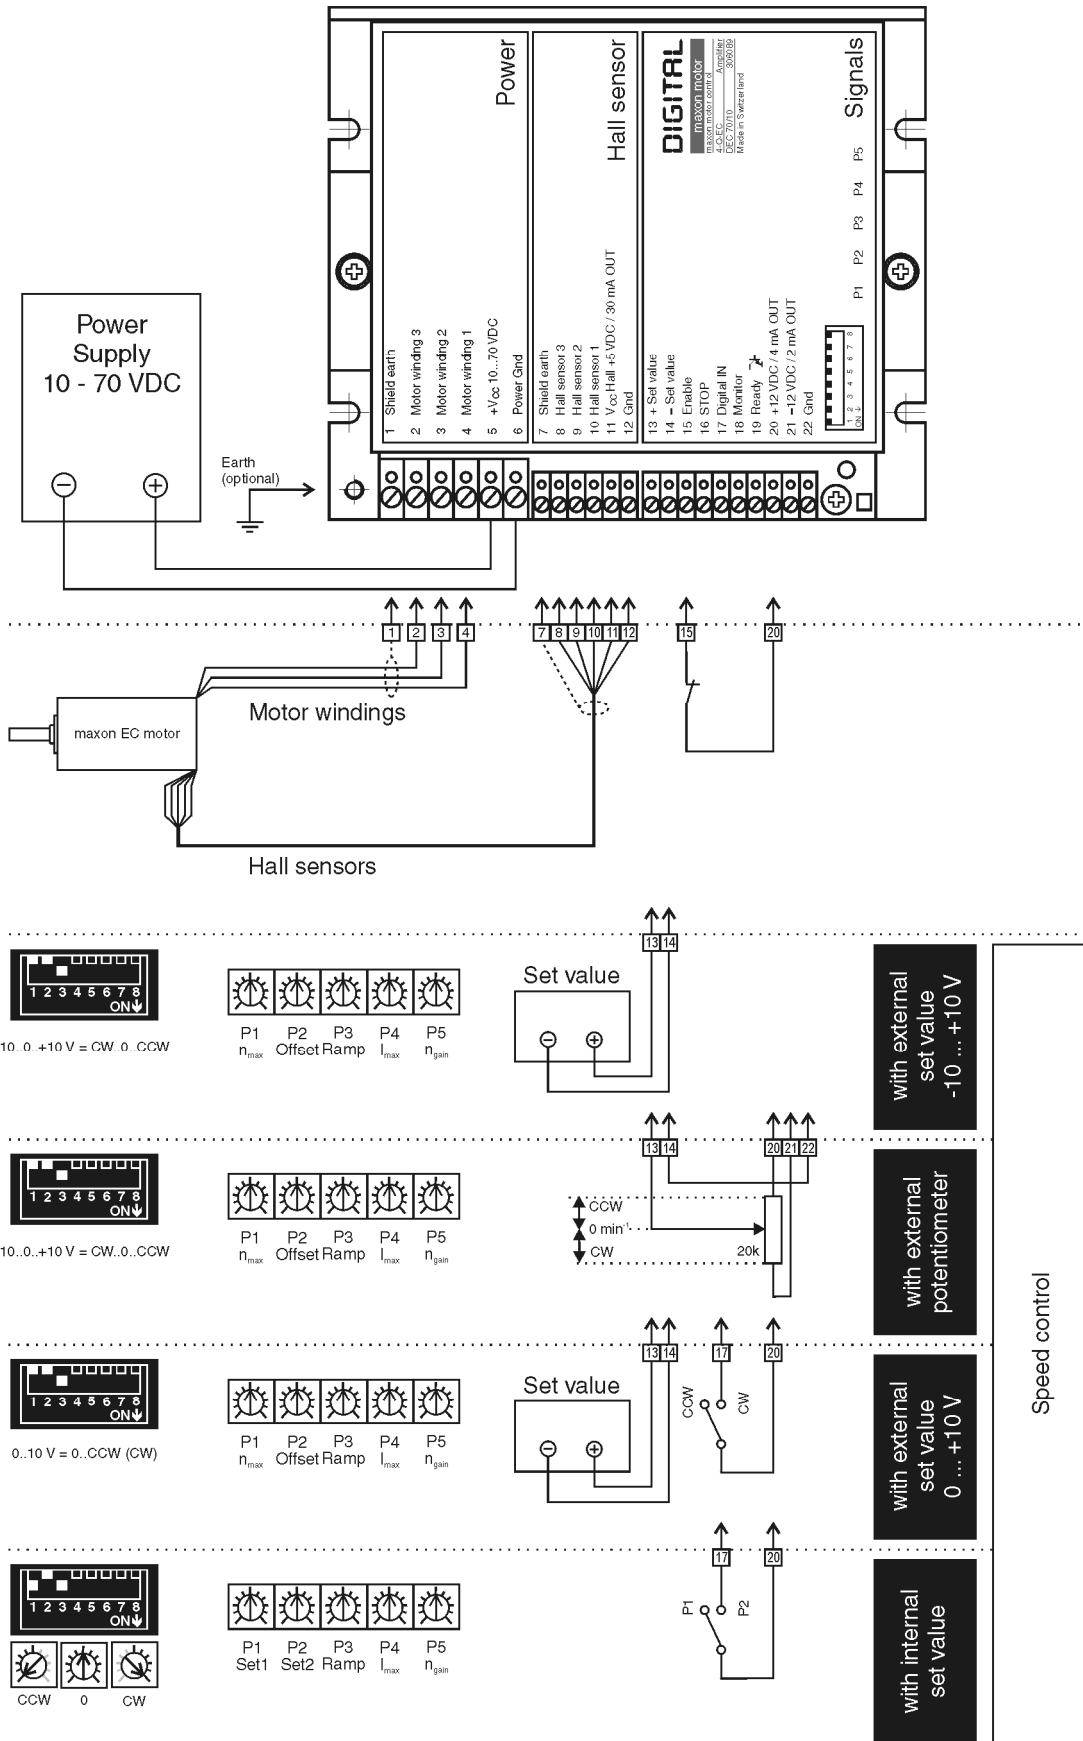 Power
Supply
10 - 70 VDC
Earth
(optional)
Power
1 Shield earth
2 Motor winding 3
3 Motor winding 2
4 Motor winding 1
5 +Vcc 10...70 VDC
6 Power Gnd
Hall sensor
7 Shield earth
8 Hall sensor 3
9 Hall sensor 2
10 Hall sensor 1
11 Vcc Hall +5 VDC / 30 mA OUT
12 Gnd
DIGITAL
maxon motor
maxon motor control
4-Q-EC Amplifier
DEC 70/10 306089
Made in Switzerland
Signals
13 + Set value
14 - Set value
15 Enable
16 STOP
17 Digital IN
18 Monitor
19 Ready
20 +12 VDC / 4 mA OUT
21 -12 VDC / 2 mA OUT
22 Gnd
P1 P2 P3 P4 P5
1 2 3 4 5 6 7 8
ON ↓
1 2 3 4 7 8 9 10 11 12 15 20
maxon EC motor
Motor windings
Hall sensors
13 14
1 2 3 4 5 6 7 8
ON
10..0..+10 V = CW..0..CCW
P1 P2 P3 P4 P5
nmax Offset Ramp Imax ngain
Set value
with external
set value
-10 ... +10 V
13 14 20 21 22
1 2 3 4 5 6 7 8
ON
10..0..+10 V = CW..0..CCW
P1 P2 P3 P4 P5
nmax Offset Ramp Imax ngain
CCW
0 min-1
CW
20k
with external
potentiometer
13 14 17 20
1 2 3 4 5 6 7 8
ON
0..10 V = 0..CCW (CW)
P1 P2 P3 P4 P5
nmax Offset Ramp Imax ngain
Set value
CCW CW
with external
set value
0 ... +10 V
17 20
1 2 3 4 5 6 7 8
ON
CCW 0 CW
P1 P2 P3 P4 P5
Set1 Set2 Ramp Imax ngain
P1 P2
with internal
set value
Speed control